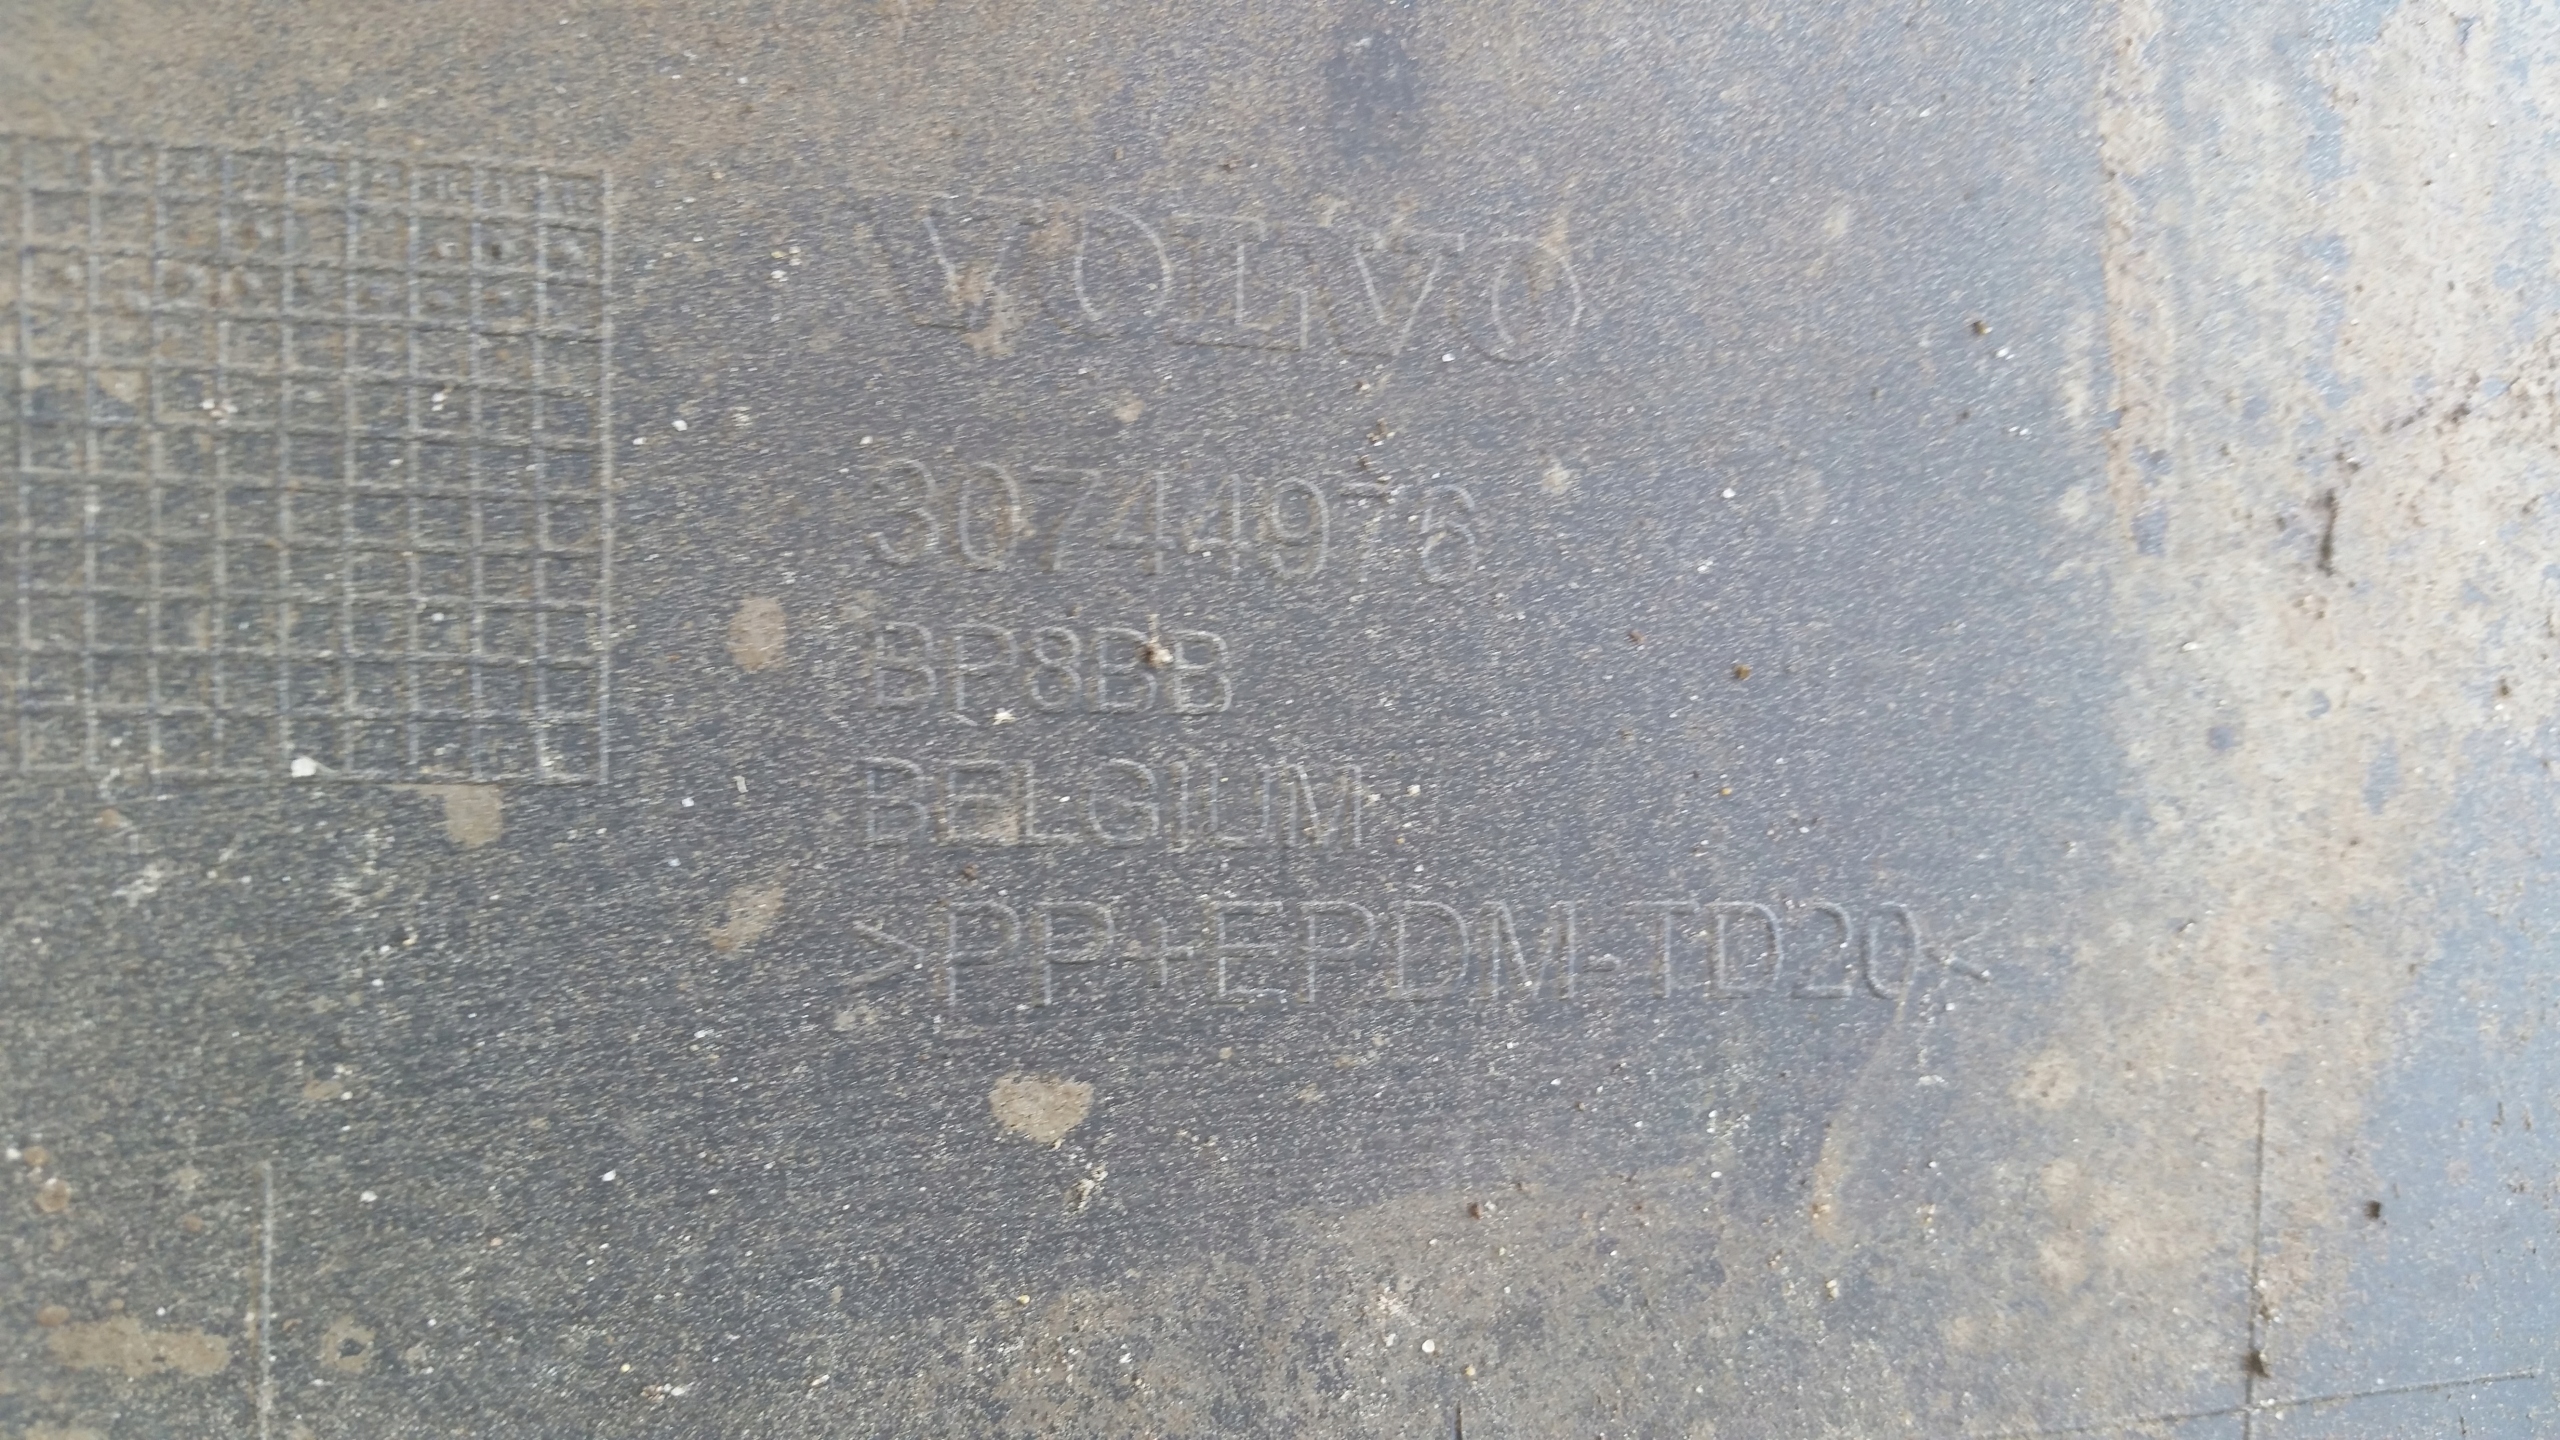 VOLVO
30744976
BP8BB
BELGIUM
>PP+EPDM-TD20<